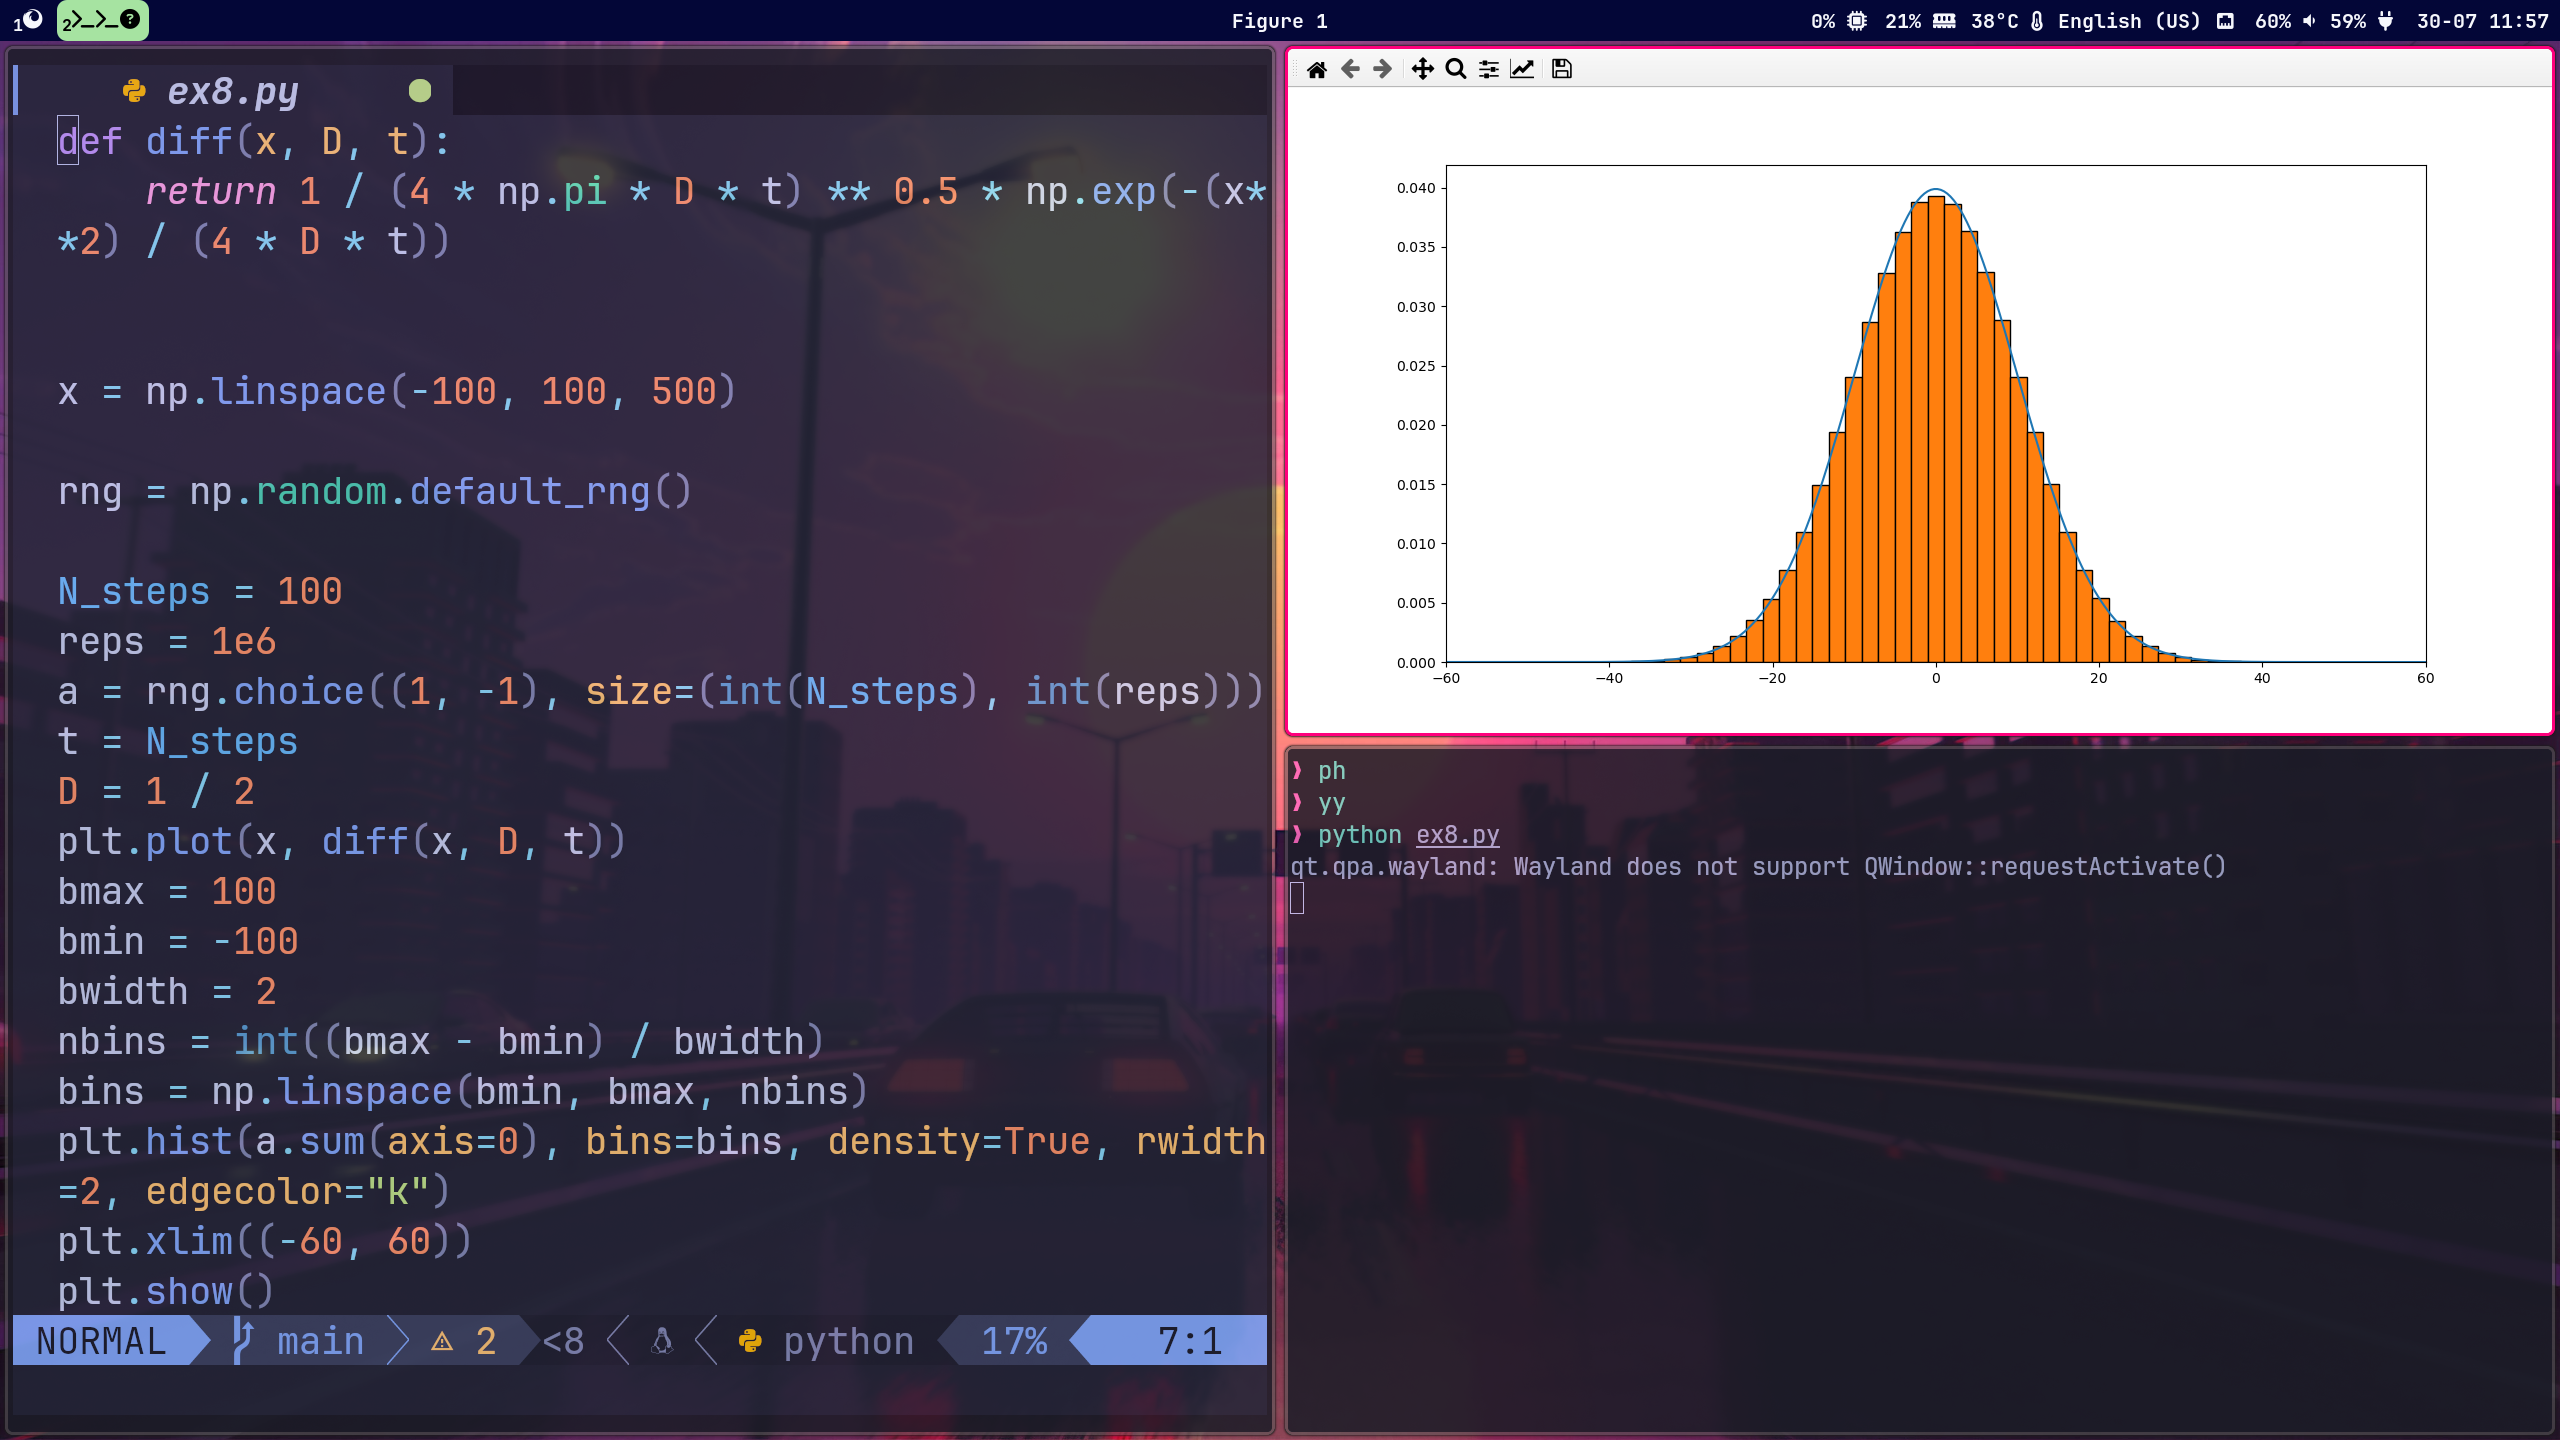 1 2 Figure 1 0% 21% 38°C English (US) 60% 59% 30-07 11:57
ex8.py
def diff(x, D, t):
    return 1 / (4 * np.pi * D * t) ** 0.5 * np.exp(-(x*
*2) / (4 * D * t))
x = np.linspace(-100, 100, 500)
rng = np.random.default_rng()
N_steps = 100
reps = 1e6
a = rng.choice((1, -1), size=(int(N_steps), int(reps)))
t = N_steps
D = 1 / 2
plt.plot(x, diff(x, D, t))
bmax = 100
bmin = -100
bwidth = 2
nbins = int((bmax - bmin) / bwidth)
bins = np.linspace(bmin, bmax, nbins)
plt.hist(a.sum(axis=0), bins=bins, density=True, rwidth
=2, edgecolor="k")
plt.xlim((-60, 60))
plt.show()
NORMAL main 2 <8 python 17% 7:1
0.040
0.035
0.030
0.025
0.020
0.015
0.010
0.005
0.000
−60 −40 −20 0 20 40 60
❱ ph
❱ yy
❱ python ex8.py
qt.qpa.wayland: Wayland does not support QWindow::requestActivate()